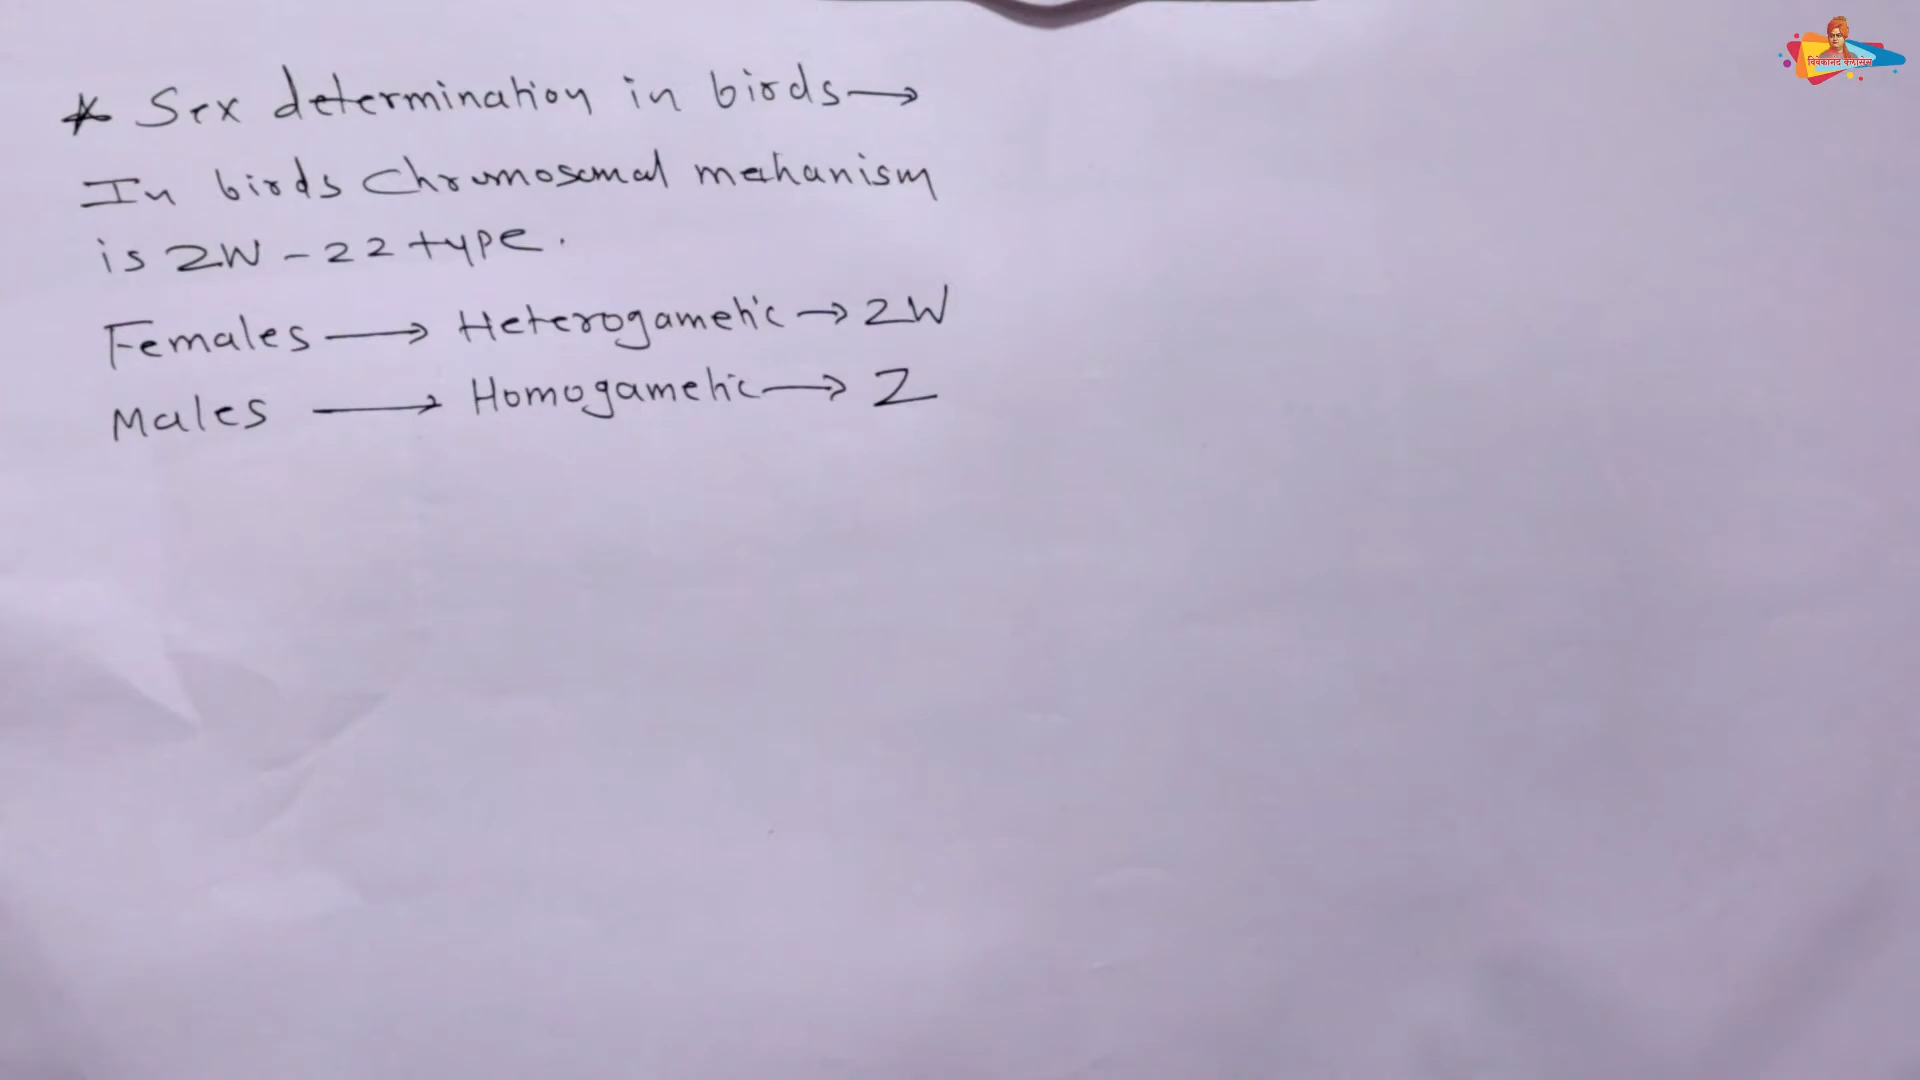 * Sex determination in birds →
In birds Chromosomal mehanism
is ZW - ZZ type.
Females → Heterogametic → ZW
Males → Homogametic → Z
विवेकानंद क्लासेस